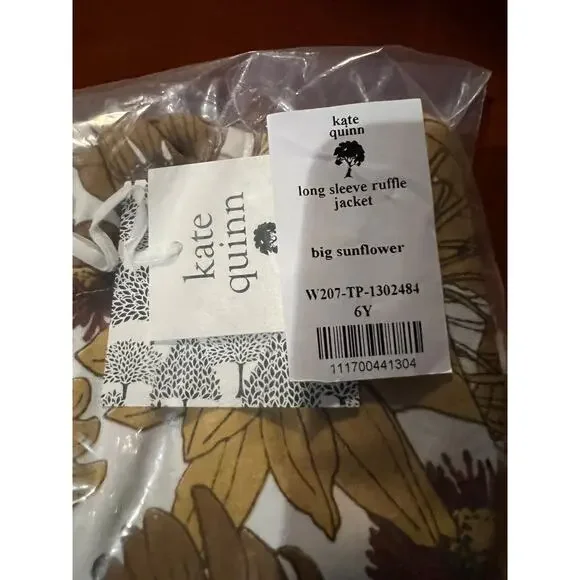 kate
quinn
kate
quinn
long sleeve ruffle
jacket
big sunflower
W207-TP-1302484
6Y
111700441304